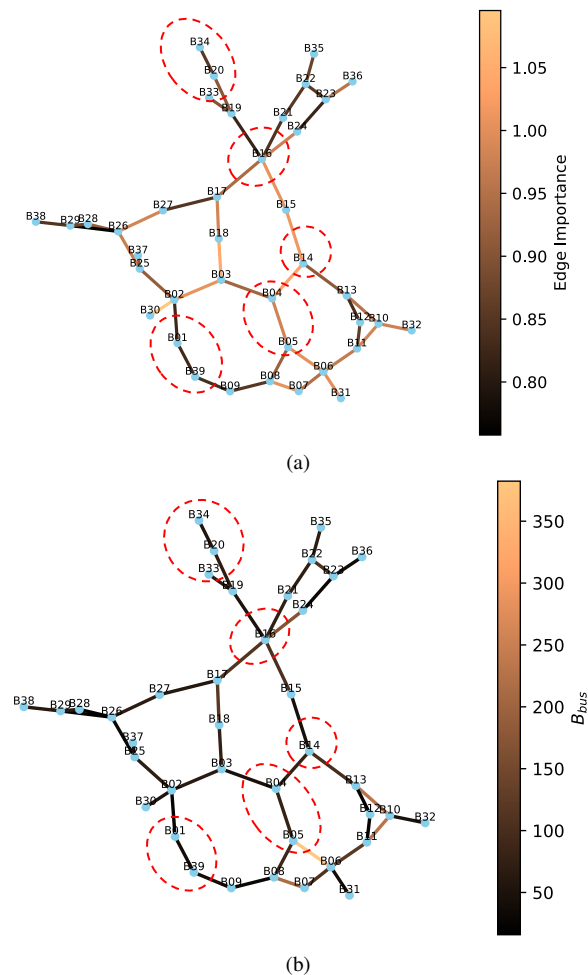 B34
B35
B20
B22
B36
B33
B23
B19
B21
B24
B16
B17
B27
B15
B38
B28
B29
B26
B18
B37
B14
B25
B03
B13
B02
B04
B30
B12
B10
B32
B01
B05
B11
B39
B08
B06
B09
B07
B31
1.05
1.00
0.95
0.90
0.85
0.80
Edge Importance
(a)
B34
B35
B20
B22
B36
B33
B23
B19
B21
B24
B16
B17
B27
B15
B38
B28
B29
B26
B18
B37
B14
B25
B03
B13
B02
B04
B30
B12
B10
B32
B01
B05
B11
B39
B08
B06
B09
B07
B31
350
300
250
200
150
100
50
B_bus
(b)